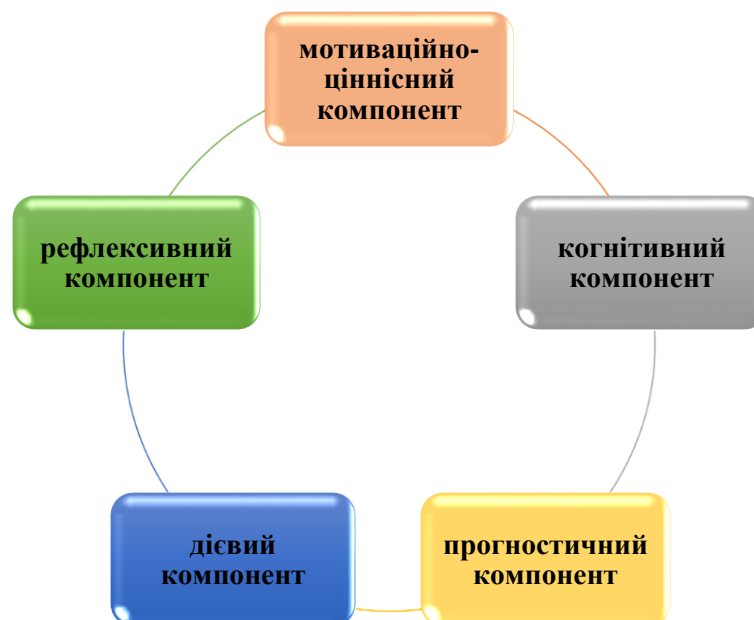 мотиваційно-
ціннісний
компонент
когнітивний
компонент
прогностичний
компонент
дієвий
компонент
рефлексивний
компонент